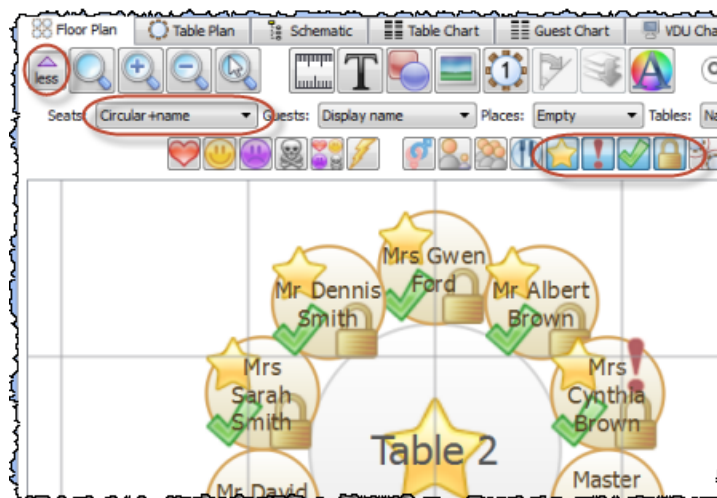 Floor Plan Table Plan Schematic Table Chart Guest Chart VDU Cha
less T 1 A
Seats: Circular +name Guests: Display name Places: Empty Tables: Na
Mrs Gwen
Ford
Mr Dennis
Smith
Mr Albert
Brown
Mrs
Sarah
Smith
Mrs
Cynthia
Brown
Table 2
Mr David
Master